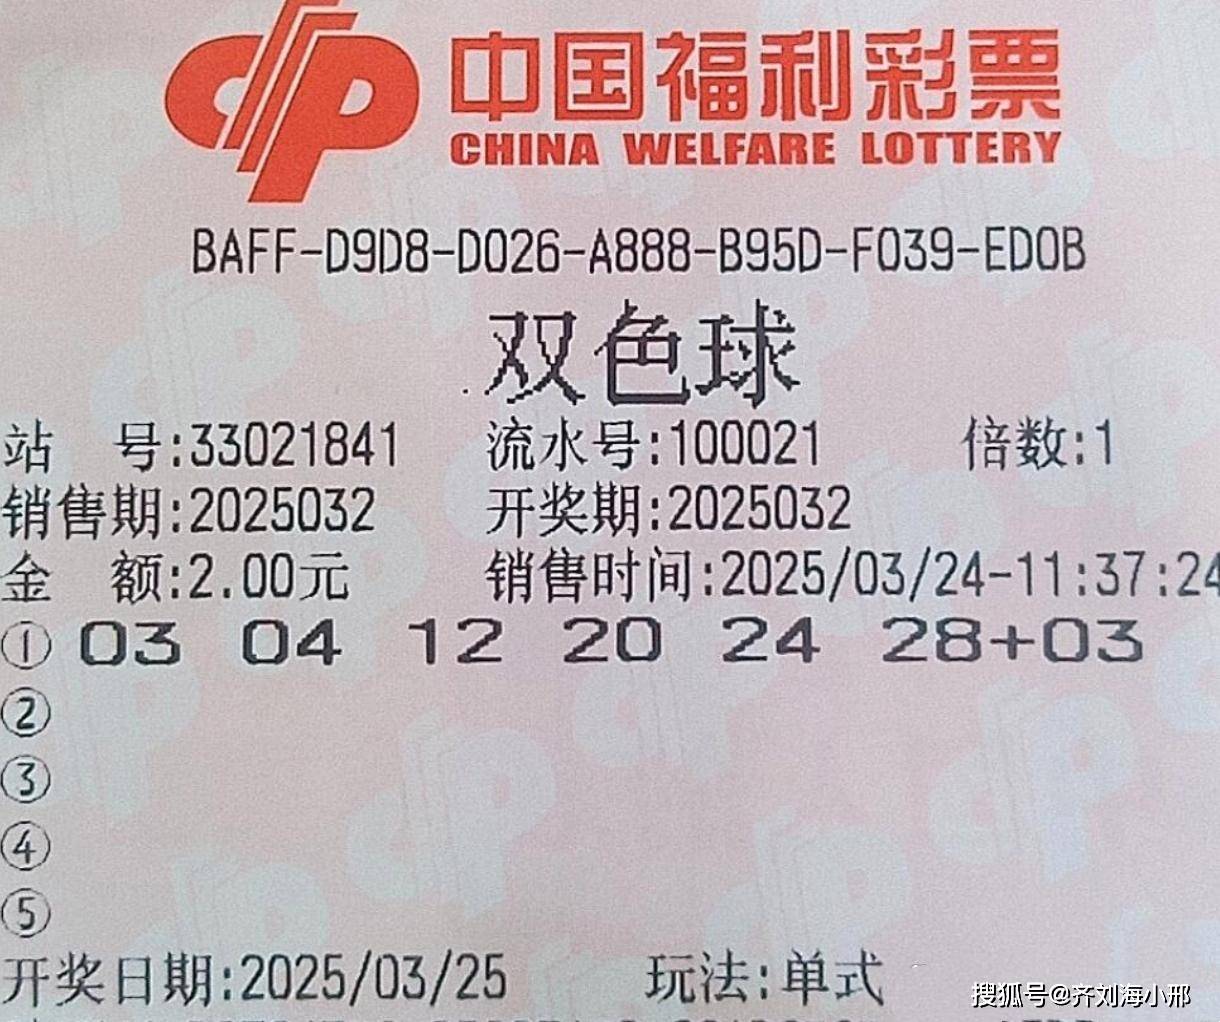 中国福利彩票
CHINA WELFARE LOTTERY
BAFF-D9D8-D026-A888-B95D-F039-ED0B
双色球
站 号:33021841 流水号:100021 倍数:1
销售期:2025032 开奖期:2025032
金 额:2.00元 销售时间:2025/03/24-11:37:24
① 03 04 12 20 24 28+03
②
③
④
⑤
开奖日期:2025/03/25 玩法:单式
搜狐号@齐刘海小邢